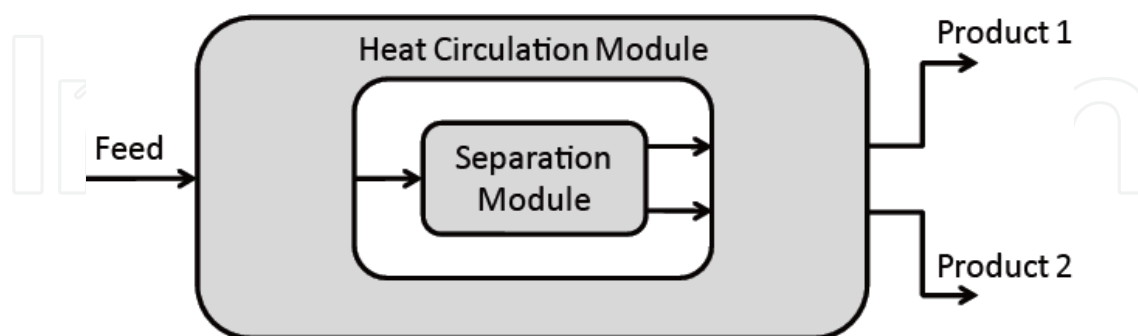 Heat Circulation Module
Product 1
Feed
Separation
Module
Product 2